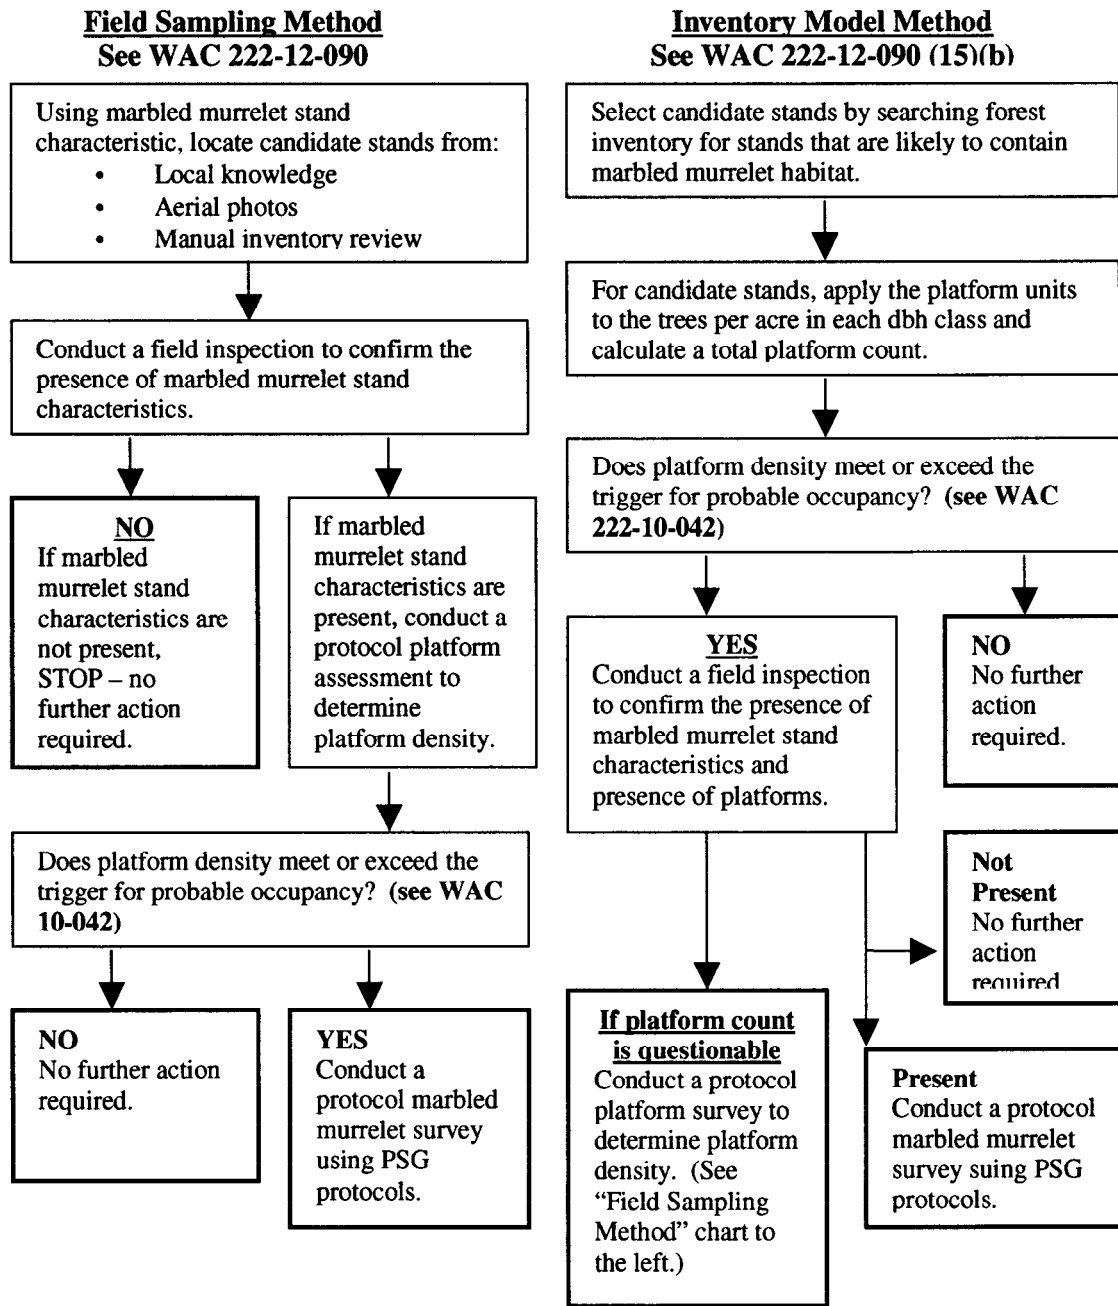 Field Sampling Method
See WAC 222-12-090
Using marbled murrelet stand
characteristic, locate candidate stands from:
• Local knowledge
• Aerial photos
• Manual inventory review
Conduct a field inspection to confirm the
presence of marbled murrelet stand
characteristics.
NO
If marbled
murrelet stand
characteristics are
not present,
STOP – no
further action
required.
If marbled
murrelet stand
characteristics are
present, conduct a
protocol platform
assessment to
determine
platform density.
Does platform density meet or exceed the
trigger for probable occupancy? (see WAC
10-042)
NO
No further action
required.
YES
Conduct a
protocol marbled
murrelet survey
using PSG
protocols.
Inventory Model Method
See WAC 222-12-090 (15)(b)
Select candidate stands by searching forest
inventory for stands that are likely to contain
marbled murrelet habitat.
For candidate stands, apply the platform units
to the trees per acre in each dbh class and
calculate a total platform count.
Does platform density meet or exceed the
trigger for probable occupancy? (see WAC
222-10-042)
YES
Conduct a field inspection
to confirm the presence of
marbled murrelet stand
characteristics and
presence of platforms.
NO
No further
action
required.
Not
Present
No further
action
required
If platform count
is questionable
Conduct a protocol
platform survey to
determine platform
density. (See
“Field Sampling
Method” chart to
the left.)
Present
Conduct a protocol
marbled murrelet
survey suing PSG
protocols.